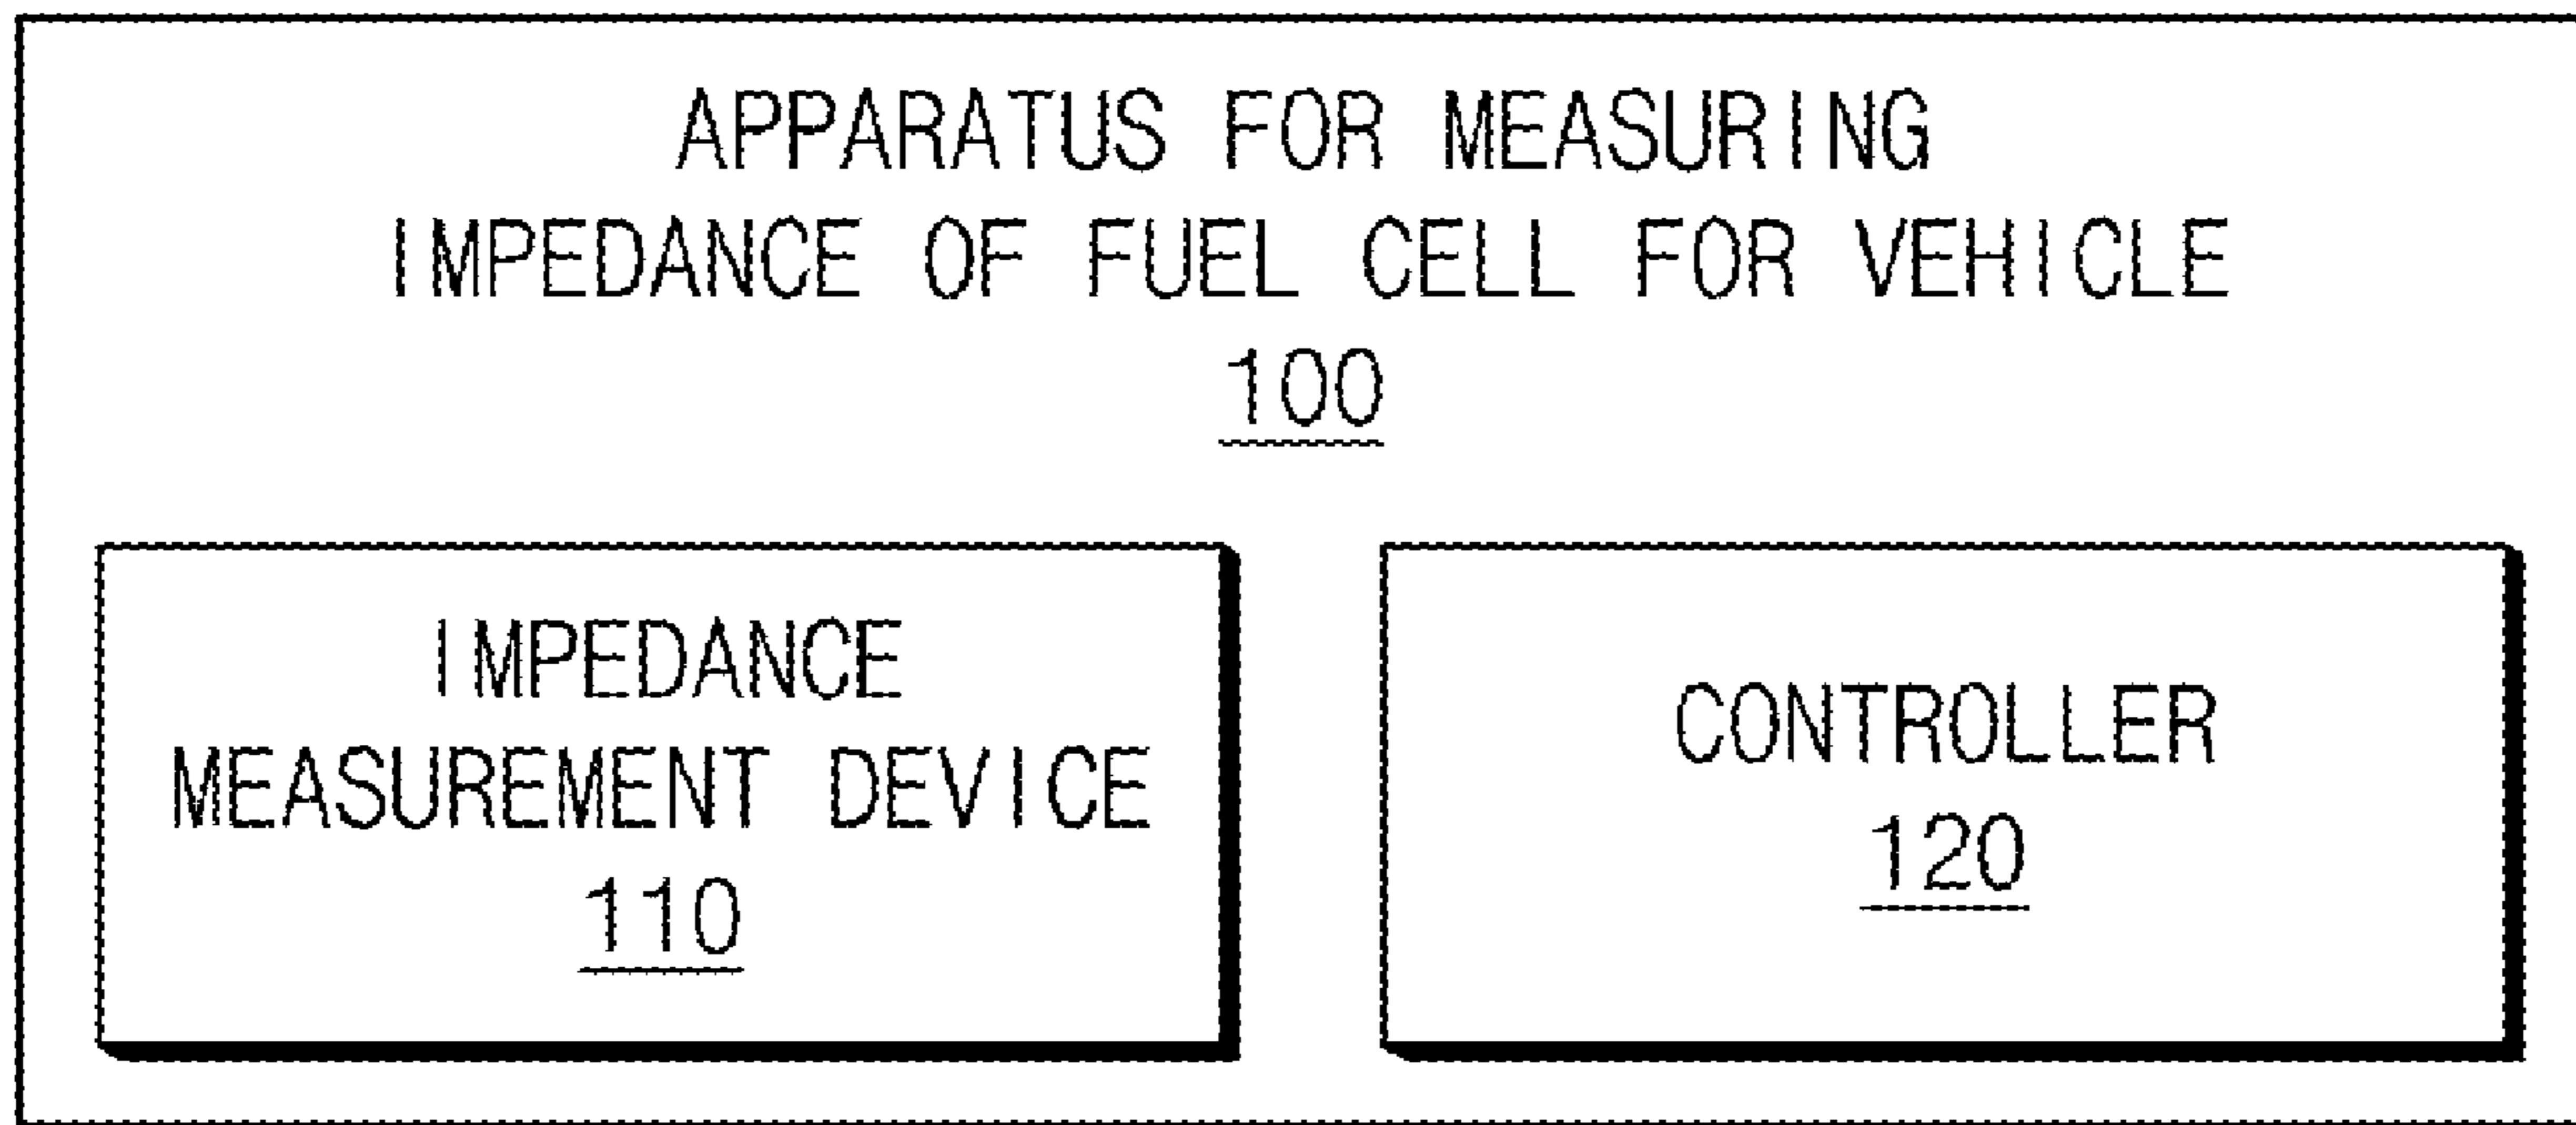 APPARATUS FOR MEASURING
IMPEDANCE OF FUEL CELL FOR VEHICLE
100
IMPEDANCE
MEASUREMENT DEVICE
110
CONTROLLER
120